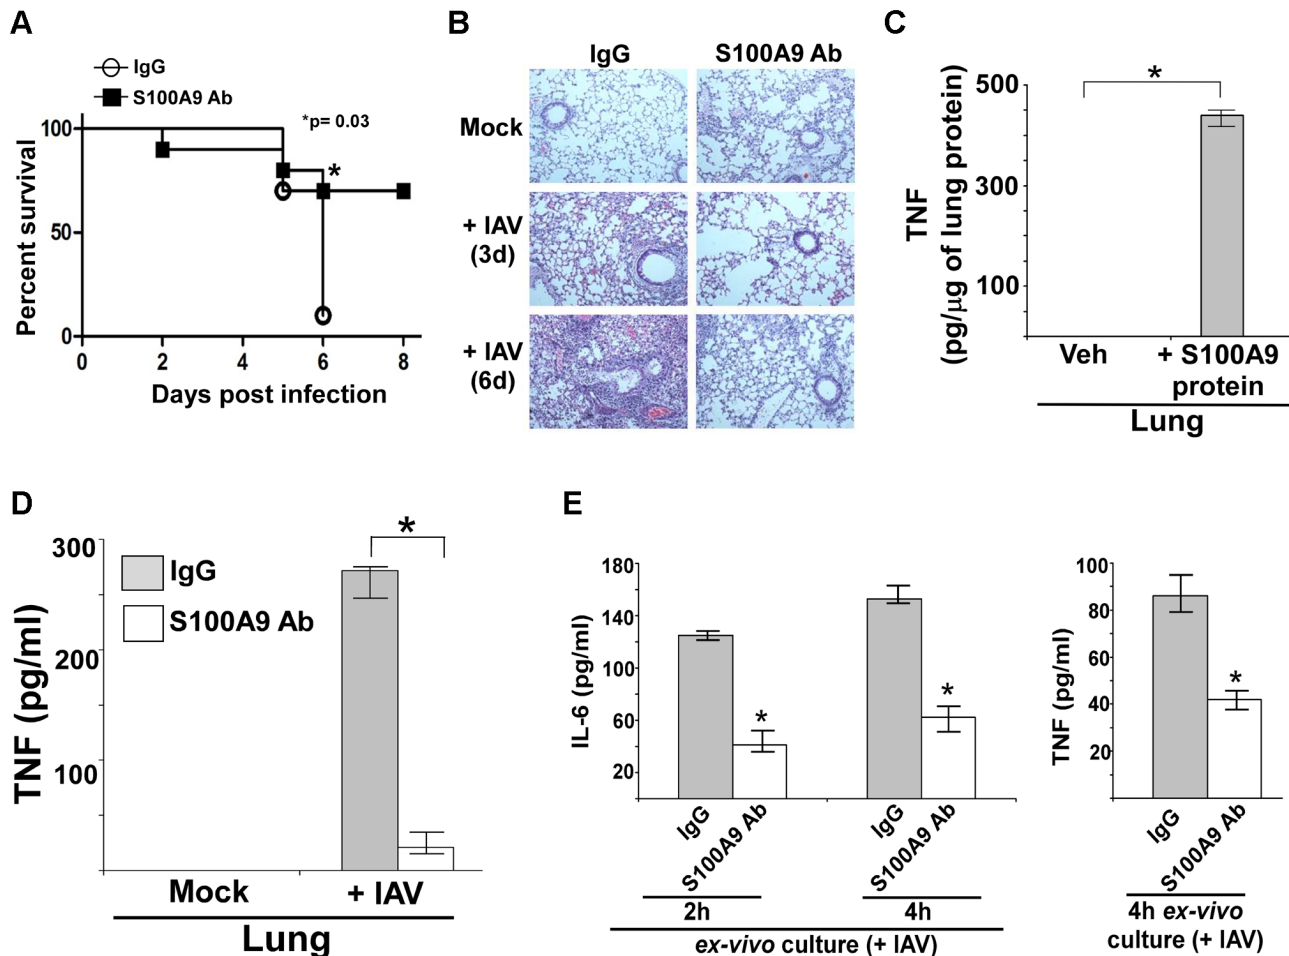 A
IgG
S100A9 Ab
*p= 0.03
*
Percent survival
100
50
0
0 2 4 6 8
Days post infection
B
IgG S100A9 Ab
Mock
+ IAV
(3d)
+ IAV
(6d)
C
TNF
(pg/µg of lung protein)
500
300
100
*
Veh + S100A9
protein
Lung
D
TNF (pg/ml)
300
200
100
IgG
S100A9 Ab
*
Mock + IAV
Lung
E
IL-6 (pg/ml)
180
140
100
60
20
*
*
IgG
S100A9 Ab
IgG
S100A9 Ab
2h 4h
ex-vivo culture (+ IAV)
TNF (pg/ml)
100
80
60
40
20
*
IgG
S100A9 Ab
4h ex-vivo
culture (+ IAV)